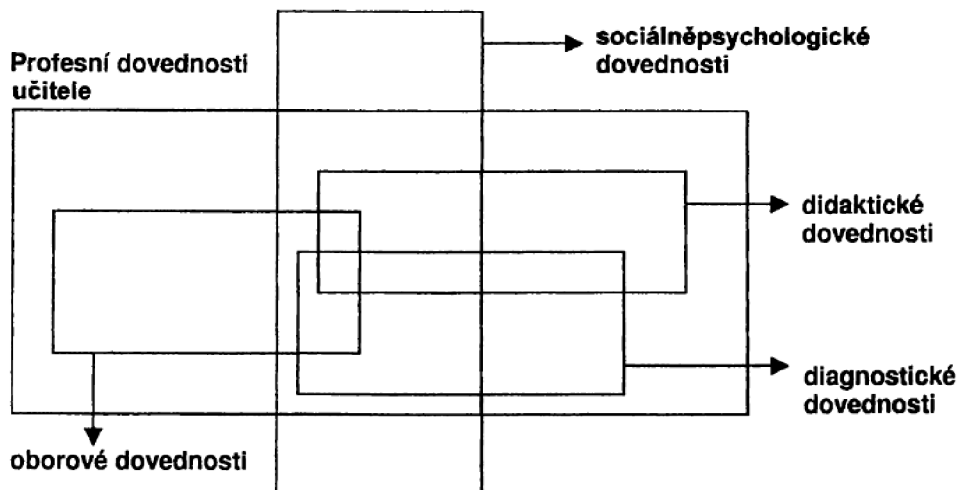 Profesní dovednosti
učitele
sociálněpsychologické
dovednosti
didaktické
dovednosti
diagnostické
dovednosti
oborové dovednosti